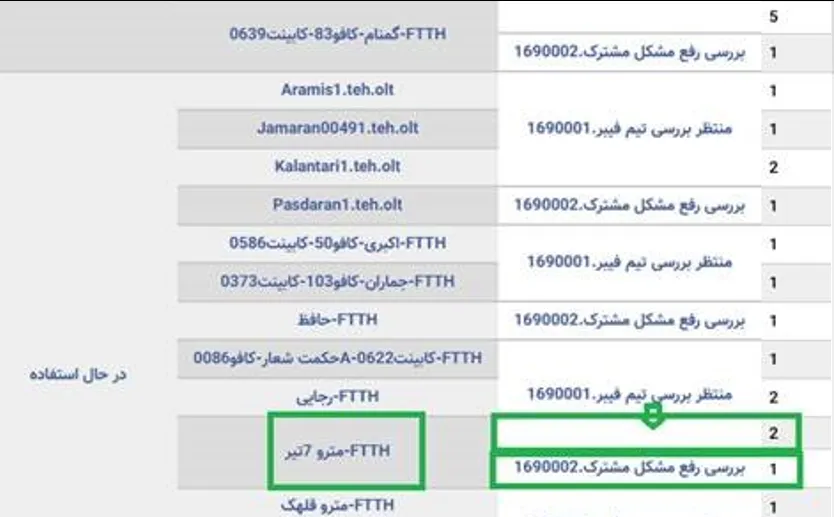 5
FTTH-گمنام-کافو83-کابینت0639
1 بررسی رفع مشکل مشترک.1690002
1 Aramis1.teh.olt
1 منتظر بررسی تیم فیبر.1690001 Jamaran00491.teh.olt
2 Kalantari1.teh.olt
1 بررسی رفع مشکل مشترک.1690002 Pasdaran1.teh.olt
1 FTTH-اکبری-کافو50-کابینت0586
منتظر بررسی تیم فیبر.1690001
1 FTTH-جماران-کافو103-کابینت0373
1 بررسی رفع مشکل مشترک.1690002 FTTH-حافظ
1 FTTH-کابینت0622-Aحکمت شعار-کافو0086
در حال استفاده
2 منتظر بررسی تیم فیبر.1690001 FTTH-رجایی
2
FTTH-مترو 7تیر
1 بررسی رفع مشکل مشترک.1690002
1 FTTH-مترو قلهک